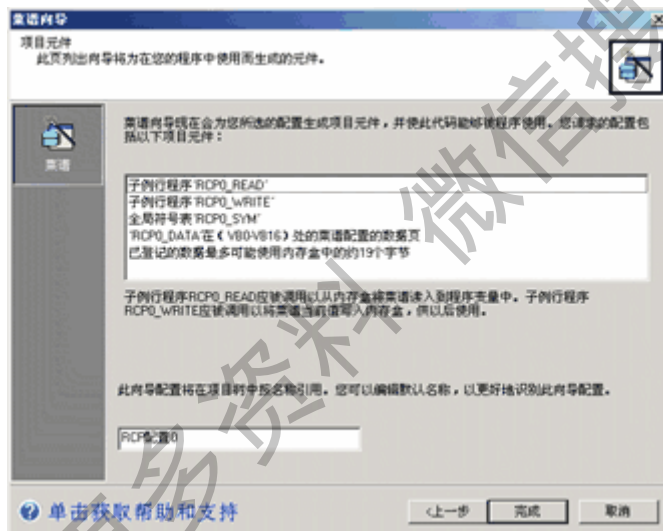 菜谱向导
项目元件
此页列出向导将为在您的程序中使用而生成的元件。
菜谱
菜谱向导现在会为您所选的配置生成项目元件，并使此代码能够被程序使用。您请求的配置包
括以下项目元件：
子例行程序'RCP0_READ'
子例行程序'RCP0_WRITE'
全局符号表'RCP0_SYM'
'RCP0_DATA'在（VB0-VB16）处的菜谱配置的数据页
已登记的数据最多可能使用内存盒中的约19个字节
子例行程序RCP0_READ应被调用以从内存盒将菜谱读入到程序变量中。子例行程序
RCP0_WRITE应被调用以将菜谱当前值写入内存盒，供以后使用。
此向导配置将在项目树中按名称引用。您可以编辑默认名称，以更好地识别此向导配置。
RCP配置0
单击获取帮助和支持
<上一步
完成
取消